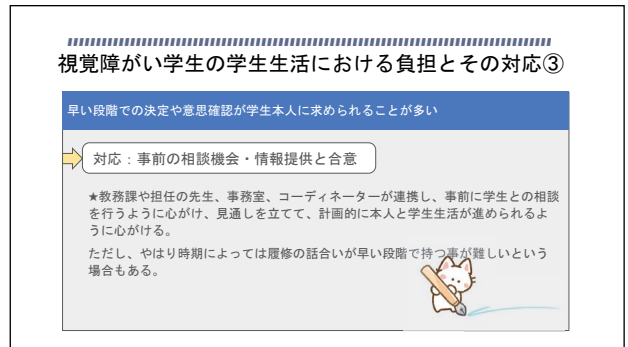 視覚障がい学生の学生生活における負担とその対応③
早い段階での決定や意思確認が学生本人に求められることが多い
対応：事前の相談機会・情報提供と合意
★教務課や担任の先生、事務室、コーディネーターが連携し、事前に学生との相談
を行うように心がけ、見通しを立てて、計画的に本人と学生生活が進められるよ
うに心がける。
ただし、やはり時期によっては履修の話合いが早い段階で持つ事が難しいという
場合もある。